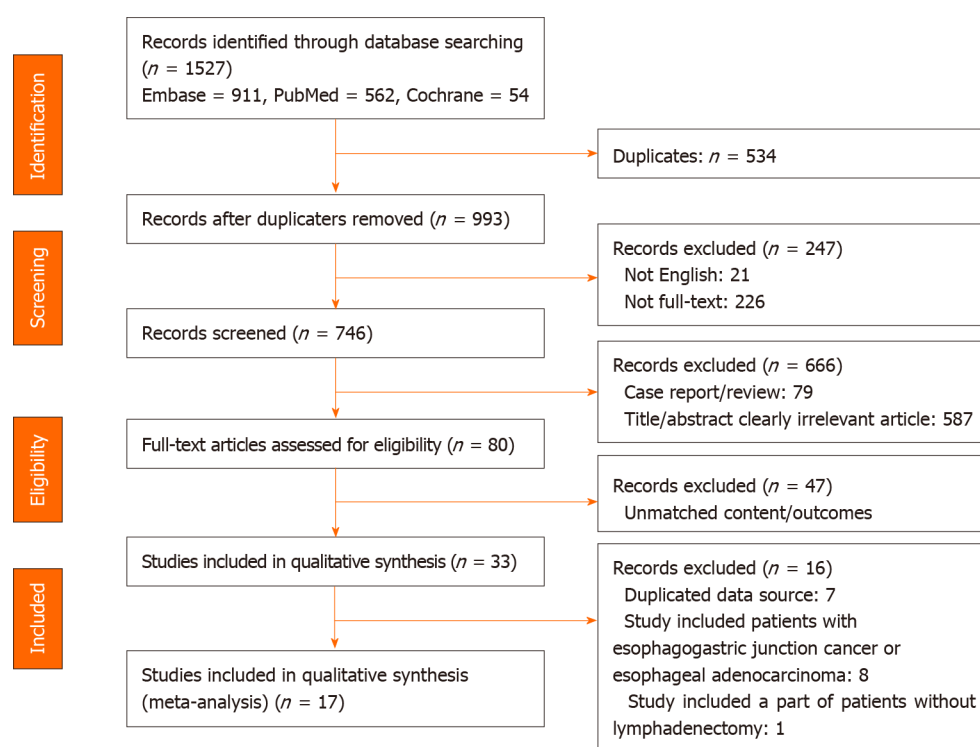 Identification
Records identified through database searching
(n = 1527)
Embase = 911, PubMed = 562, Cochrane = 54
Duplicates: n = 534
Records after duplicaters removed (n = 993)
Screening
Records excluded (n = 247)
Not English: 21
Not full-text: 226
Records screened (n = 746)
Records excluded (n = 666)
Case report/review: 79
Title/abstract clearly irrelevant article: 587
Eligibility
Full-text articles assessed for eligibility (n = 80)
Records excluded (n = 47)
Unmatched content/outcomes
Studies included in qualitative synthesis (n = 33)
Included
Records excluded (n = 16)
Duplicated data source: 7
Study included patients with
esophagogastric junction cancer or
esophageal adenocarcinoma: 8
Study included a part of patients without
lymphadenectomy: 1
Studies included in qualitative synthesis
(meta-analysis) (n = 17)